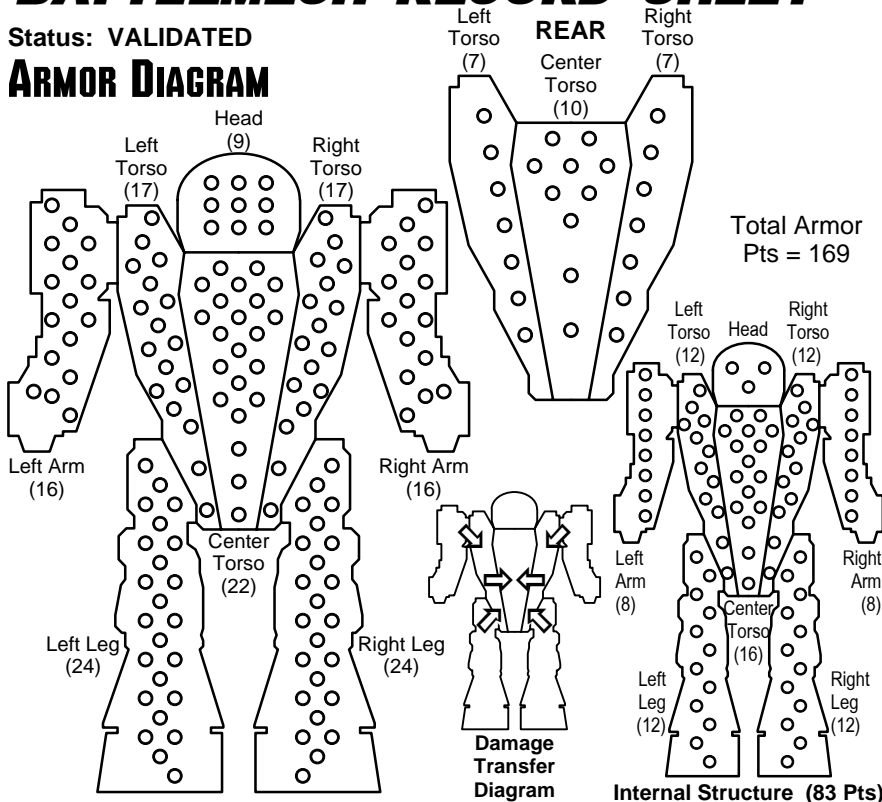 BATTLEMECH RECORD SHEET
Status: VALIDATED
ARMOR DIAGRAM
Head
(9)
Left
Torso
(17)
Right
Torso
(17)
Left Arm
(16)
Right Arm
(16)
Center
Torso
(22)
Left Leg
(24)
Right Leg
(24)
Left
Torso
(7)
REAR
Center
Torso
(10)
Right
Torso
(7)
Total Armor
Pts = 169
Left
Torso
(12)
Head
Right
Torso
(12)
Left
Arm
(8)
Right
Arm
(8)
Center
Torso
(16)
Left
Leg
(12)
Right
Leg
(12)
Damage
Transfer
Diagram
Internal Structure (83 Pts)